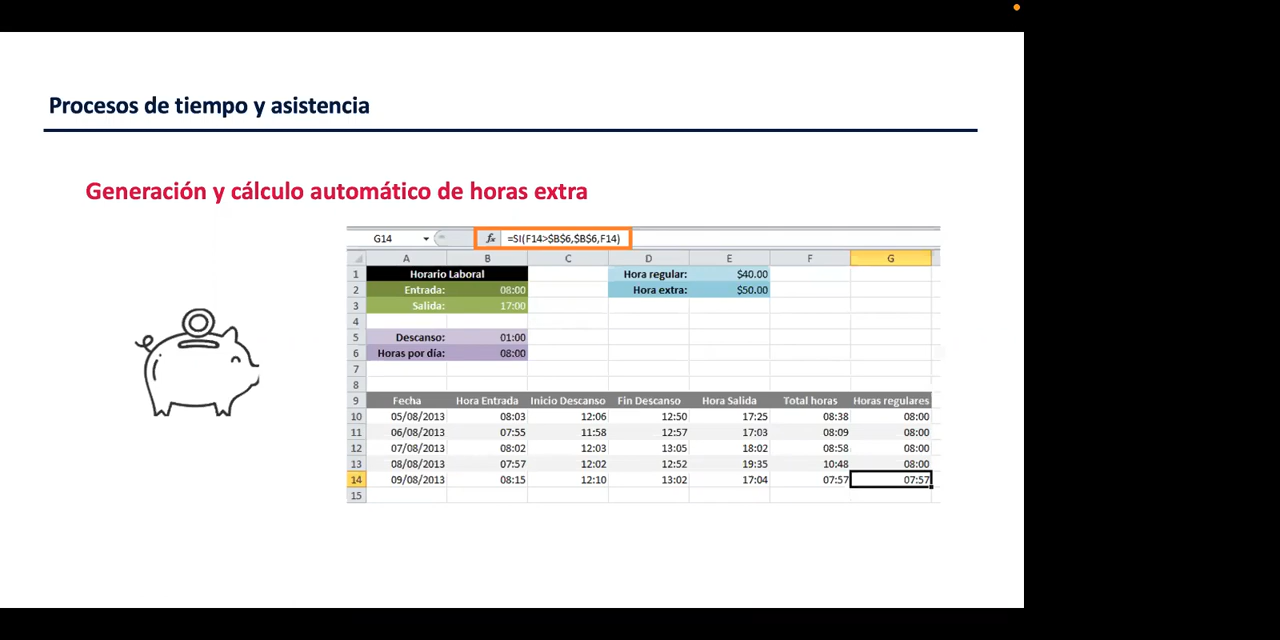 Procesos de tiempo y asistencia
Generación y cálculo automático de horas extra
G14 fx =SI(F14>$B$6,$B$6,F14)
A B C D E F G
1 Horario Laboral Hora regular: $40.00
2 Entrada: 08:00 Hora extra: $50.00
3 Salida: 17:00
4
5 Descanso: 01:00
6 Horas por día: 08:00
7
8
9 Fecha Hora Entrada Inicio Descanso Fin Descanso Hora Salida Total horas Horas regulares
10 05/08/2013 08:03 12:06 12:50 17:25 08:38 08:00
11 06/08/2013 07:55 11:58 12:57 17:03 08:09 08:00
12 07/08/2013 08:02 12:03 13:05 18:02 08:58 08:00
13 08/08/2013 07:57 12:02 12:52 19:35 10:48 08:00
14 09/08/2013 08:15 12:10 13:02 17:04 07:57 07:57
15